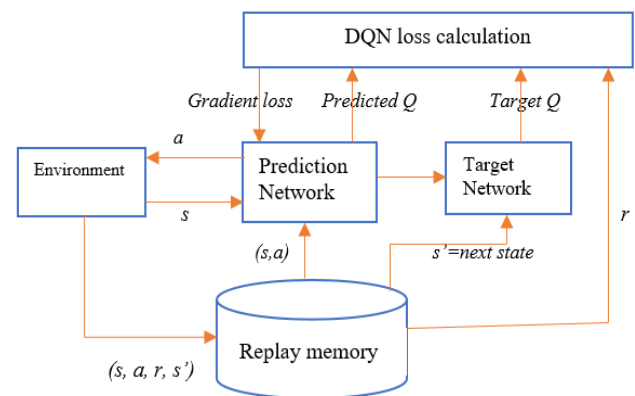 DQN loss calculation
Gradient loss
Predicted Q
Target Q
a
Environment
Prediction
Network
Target
Network
s
r
(s,a)
s’=next state
Replay memory
(s, a, r, s’)